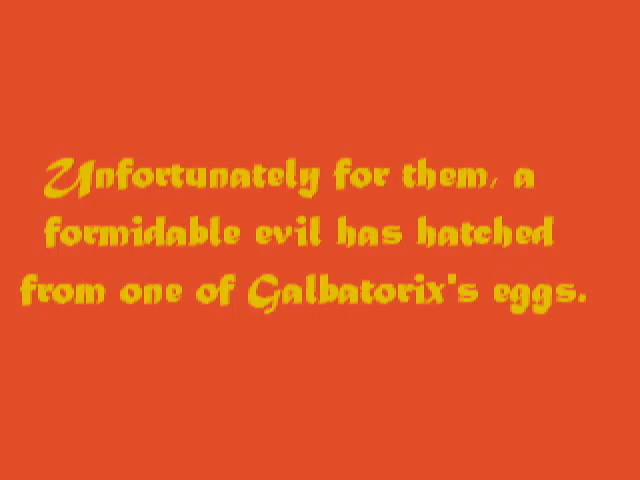 Unfortunately for them, a
formidable evil has hatched
from one of Galbatorix's eggs.